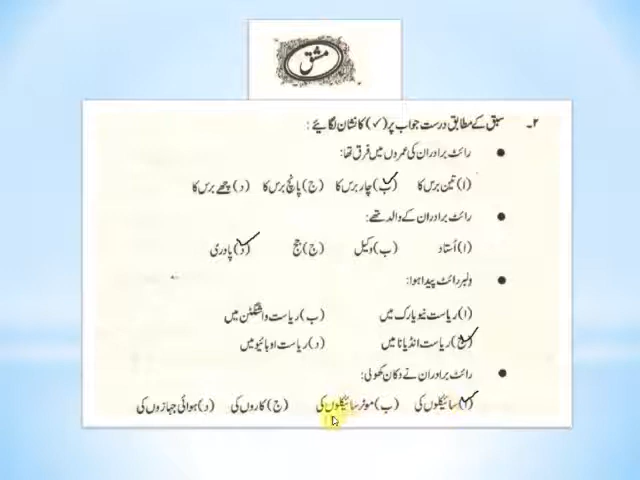 مشق
۲۔ سبق کے مطابق درست جواب پر (✓) کا نشان لگائیے :
● رائٹ برادران کی عمروں میں فرق تھا:
(ا) تین برس کا (ب) چار برس کا (ج) پانچ برس کا (د) چھے برس کا
● رائٹ برادران کے والد تھے:
(ا) اُستاد (ب) وکیل (ج) جج (د) پادری
● ولبر رائٹ پیدا ہوا:
(ا) ریاست نیویارک میں (ب) ریاست واشنگٹن میں
(ج) ریاست انڈیانا میں (د) ریاست اوہائیو میں
● رائٹ برادران نے دکان کھولی:
(ا) سائیکلوں کی (ب) موٹر سائیکلوں کی (ج) کاروں کی (د) ہوائی جہازوں کی